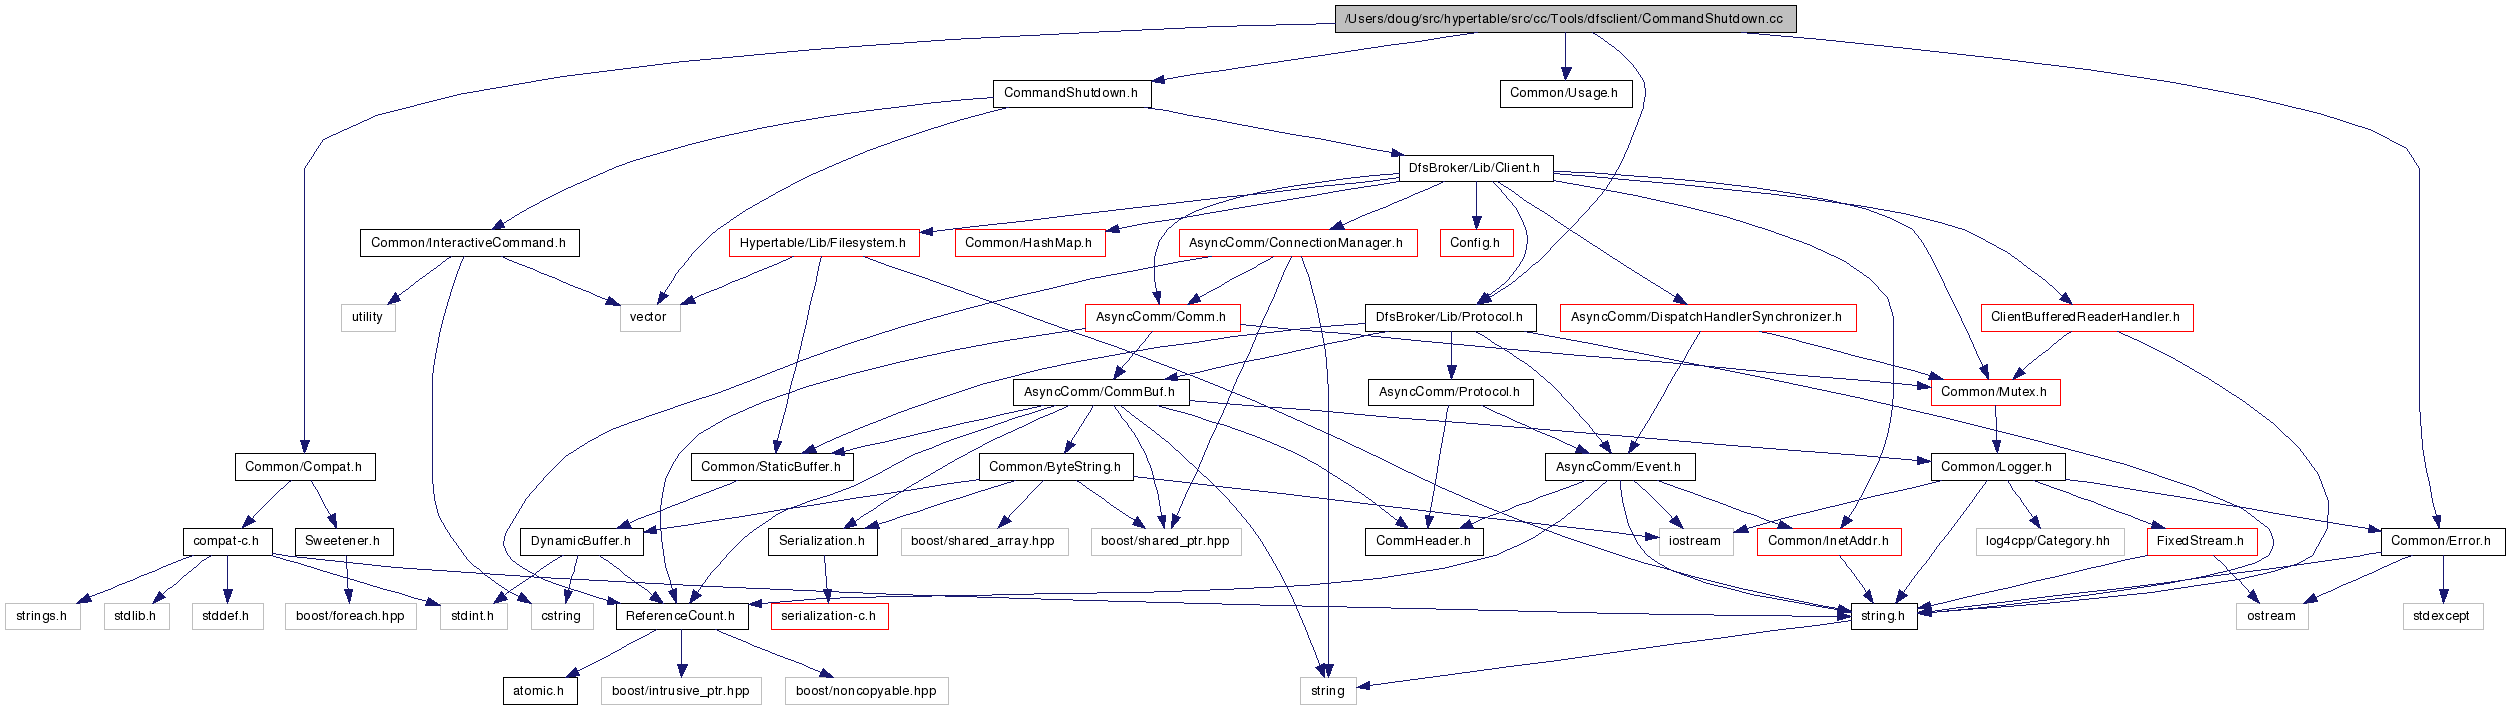 /Users/doug/src/hypertable/src/cc/Tools/dfsclient/CommandShutdown.cc
CommandShutdown.h
Common/Usage.h
DfsBroker/Lib/Client.h
Common/InteractiveCommand.h
Hypertable/Lib/Filesystem.h
Common/HashMap.h
AsyncComm/ConnectionManager.h
Config.h
utility
vector
AsyncComm/Comm.h
DfsBroker/Lib/Protocol.h
AsyncComm/DispatchHandlerSynchronizer.h
ClientBufferedReaderHandler.h
AsyncComm/CommBuf.h
AsyncComm/Protocol.h
Common/Mutex.h
Common/Compat.h
Common/StaticBuffer.h
Common/ByteString.h
AsyncComm/Event.h
Common/Logger.h
compat-c.h
Sweetener.h
DynamicBuffer.h
Serialization.h
boost/shared_array.hpp
boost/shared_ptr.hpp
CommHeader.h
iostream
Common/InetAddr.h
log4cpp/Category.hh
FixedStream.h
Common/Error.h
strings.h
stdlib.h
stddef.h
boost/foreach.hpp
stdint.h
cstring
ReferenceCount.h
serialization-c.h
string.h
ostream
stdexcept
atomic.h
boost/intrusive_ptr.hpp
boost/noncopyable.hpp
string